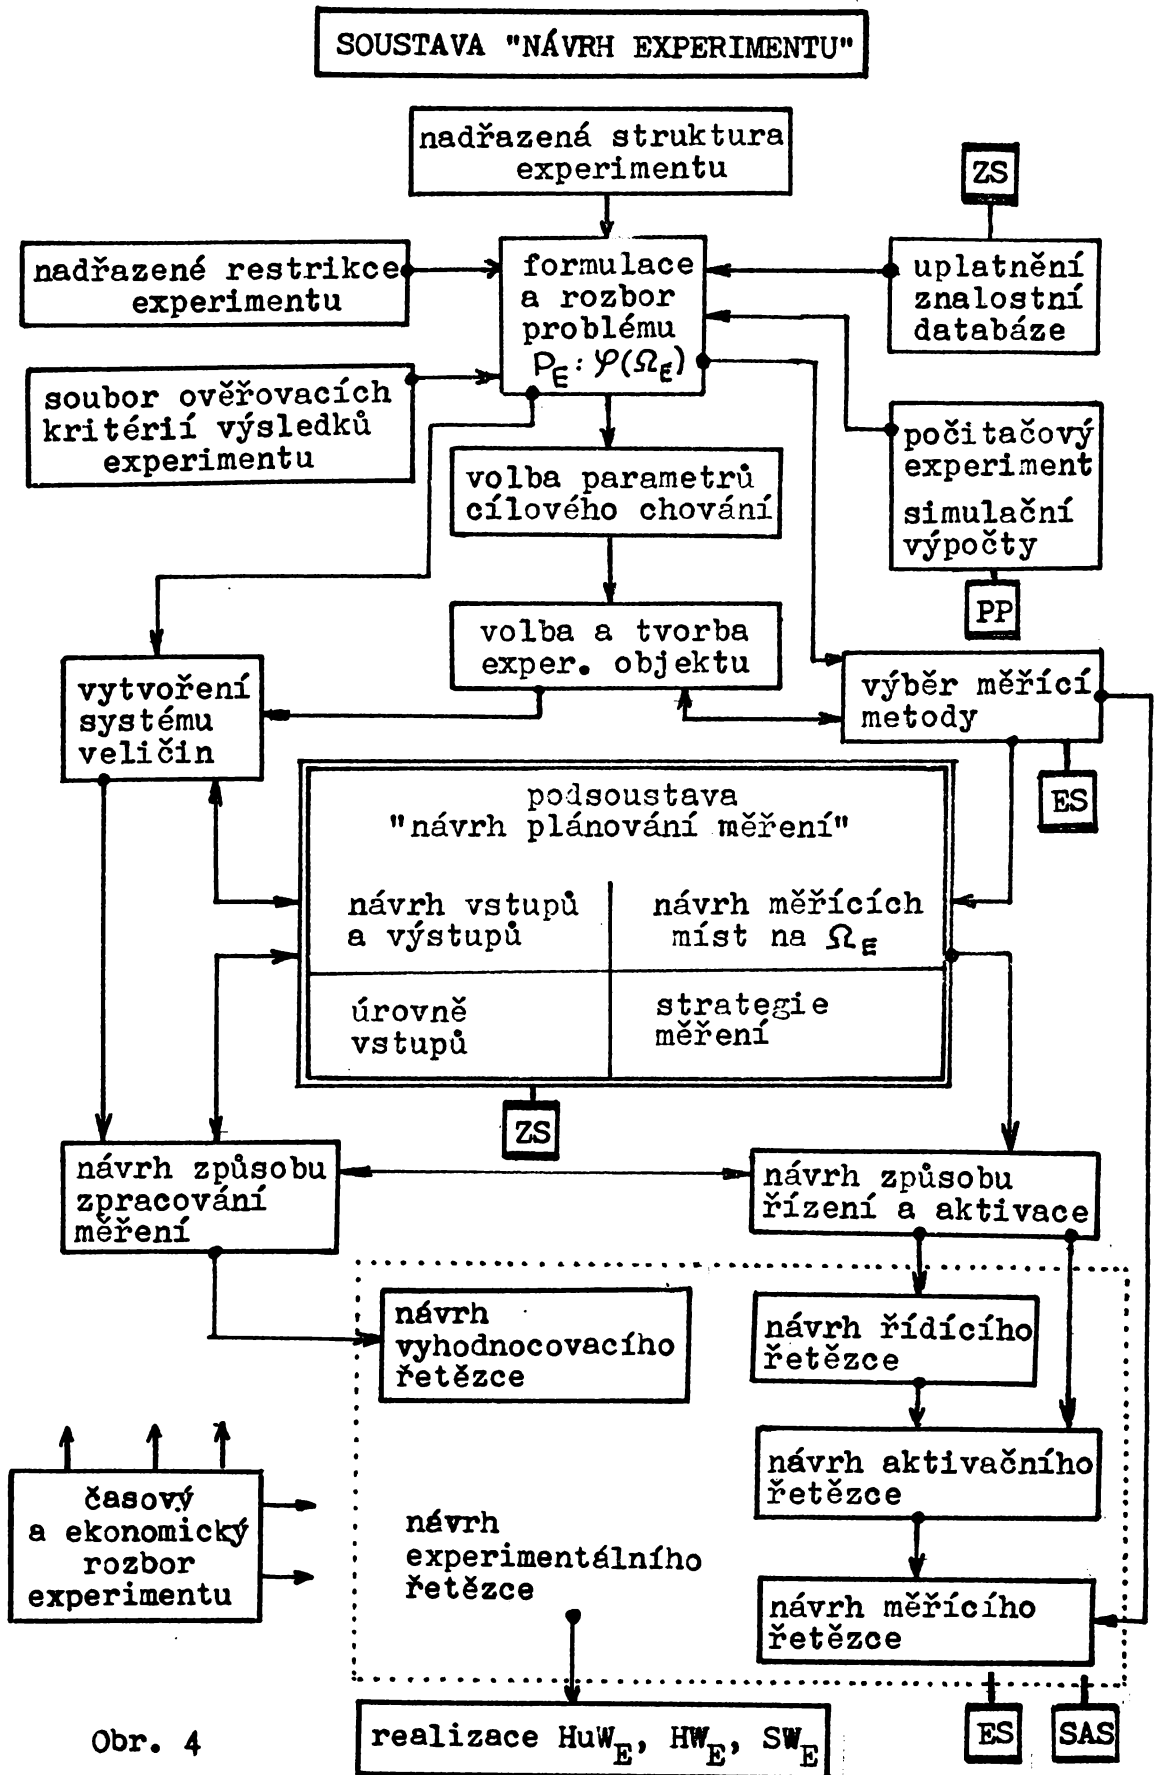 SOUSTAVA "NÁVRH EXPERIMENTU"
nadřazená struktura
experimentu
ZS
nadřazené restrikce
experimentu
formulace
a rozbor
problému
P_E: φ(Ω_E)
uplatnění
znalostní
databáze
soubor ověřovacích
kritérií výsledků
experimentu
počitačový
experiment
simulační
výpočty
PP
volba parametrů
cílového chování
volba a tvorba
exper. objektu
vytvoření
systému
veličin
výběr měřící
metody
ES
podsoustava
"návrh plánování měření"
návrh vstupů
a výstupů
návrh měřících
míst na Ω_E
úrovně
vstupů
strategie
měření
ZS
návrh způsobu
zpracování
měření
návrh způsobu
řízení a aktivace
návrh
vyhodnocovacího
řetězce
návrh řídícího
řetězce
návrh aktivačního
řetězce
časový
a ekonomický
rozbor
experimentu
návrh
experimentálního
řetězce
návrh měřícího
řetězce
ES
SAS
Obr. 4
realizace HuW_E, HW_E, SW_E